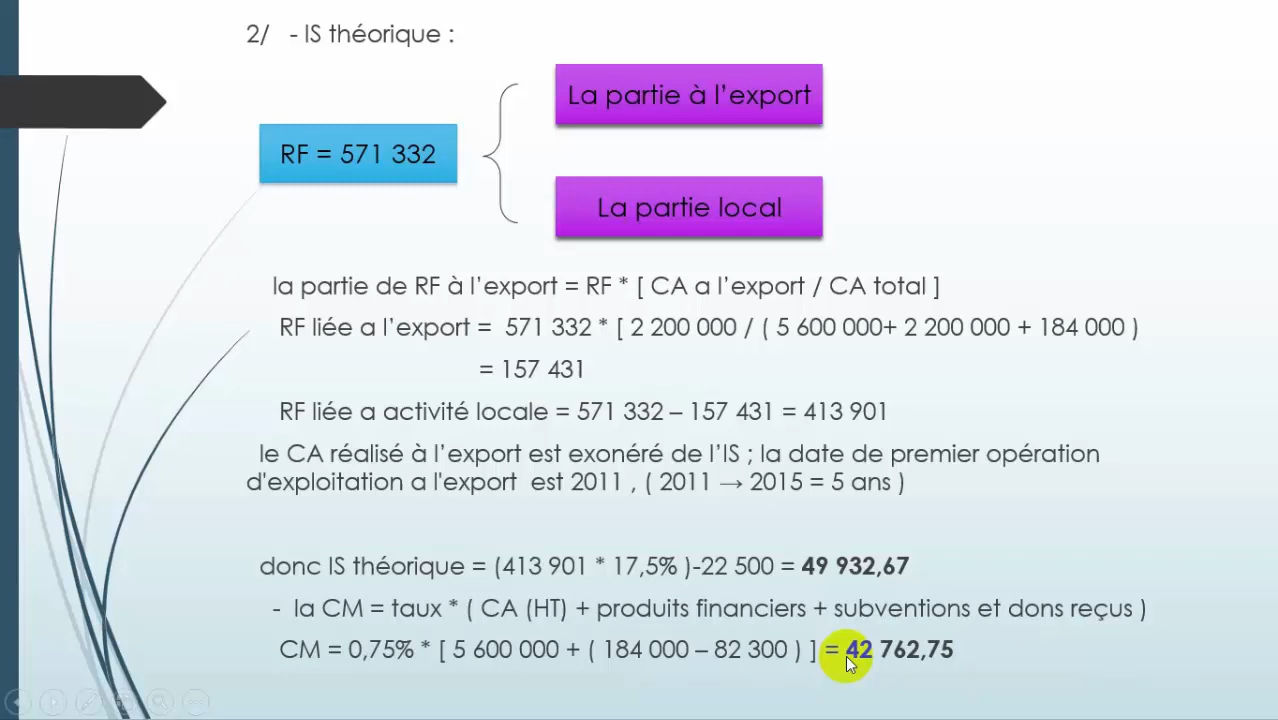 2/ - IS théorique :
La partie à l’export
RF = 571 332
La partie local
la partie de RF à l’export = RF * [ CA a l’export / CA total ]
RF liée a l’export = 571 332 * [ 2 200 000 / ( 5 600 000+ 2 200 000 + 184 000 )
= 157 431
RF liée a activité locale = 571 332 – 157 431 = 413 901
le CA réalisé à l’export est exonéré de l’IS ; la date de premier opération
d'exploitation a l'export est 2011 , ( 2011 → 2015 = 5 ans )
donc IS théorique = (413 901 * 17,5% )-22 500 = 49 932,67
- la CM = taux * ( CA (HT) + produits financiers + subventions et dons reçus )
CM = 0,75% * [ 5 600 000 + ( 184 000 – 82 300 ) ] = 42 762,75